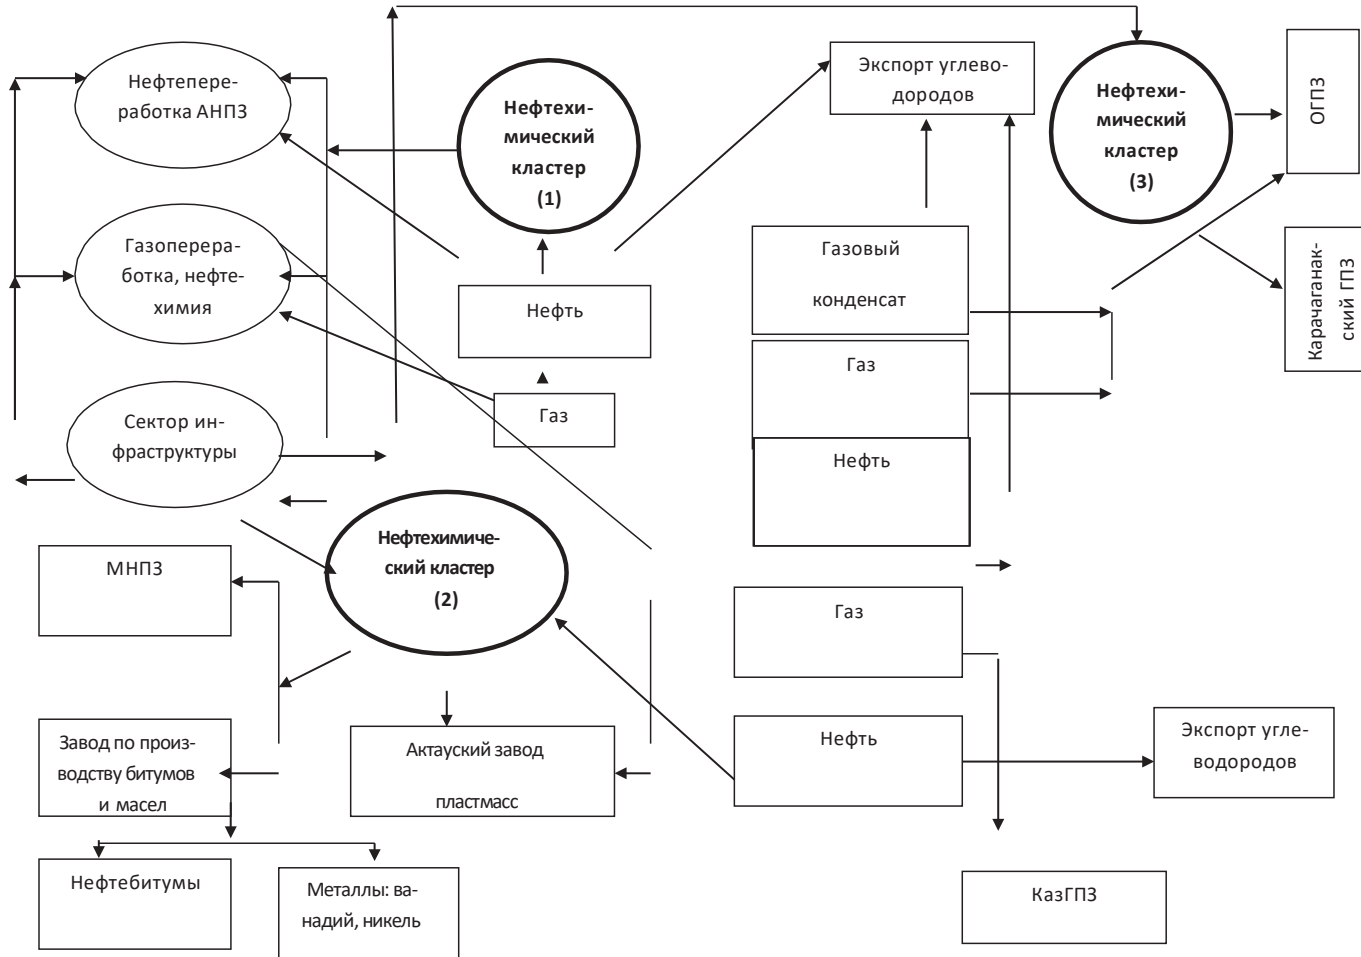 Нефтепере-
работка АНПЗ
Нефтехи-
мический
кластер
(1)
Экспорт углево-
дородов
Нефтехи-
мический
кластер
(3)
ОГПЗ
Газоперера-
ботка, нефте-
химия
Нефть
Газовый
конденсат
Карачаганак-
ский ГПЗ
Газ
Газ
Сектор ин-
фраструктуры
Нефть
Нефтехимиче-
ский кластер
(2)
МНПЗ
Газ
Завод по произ-
водству битумов
и масел
Актауский завод
пластмасс
Нефть
Экспорт угле-
водородов
Нефтебитумы
Металлы: ва-
надий, никель
КазГПЗ